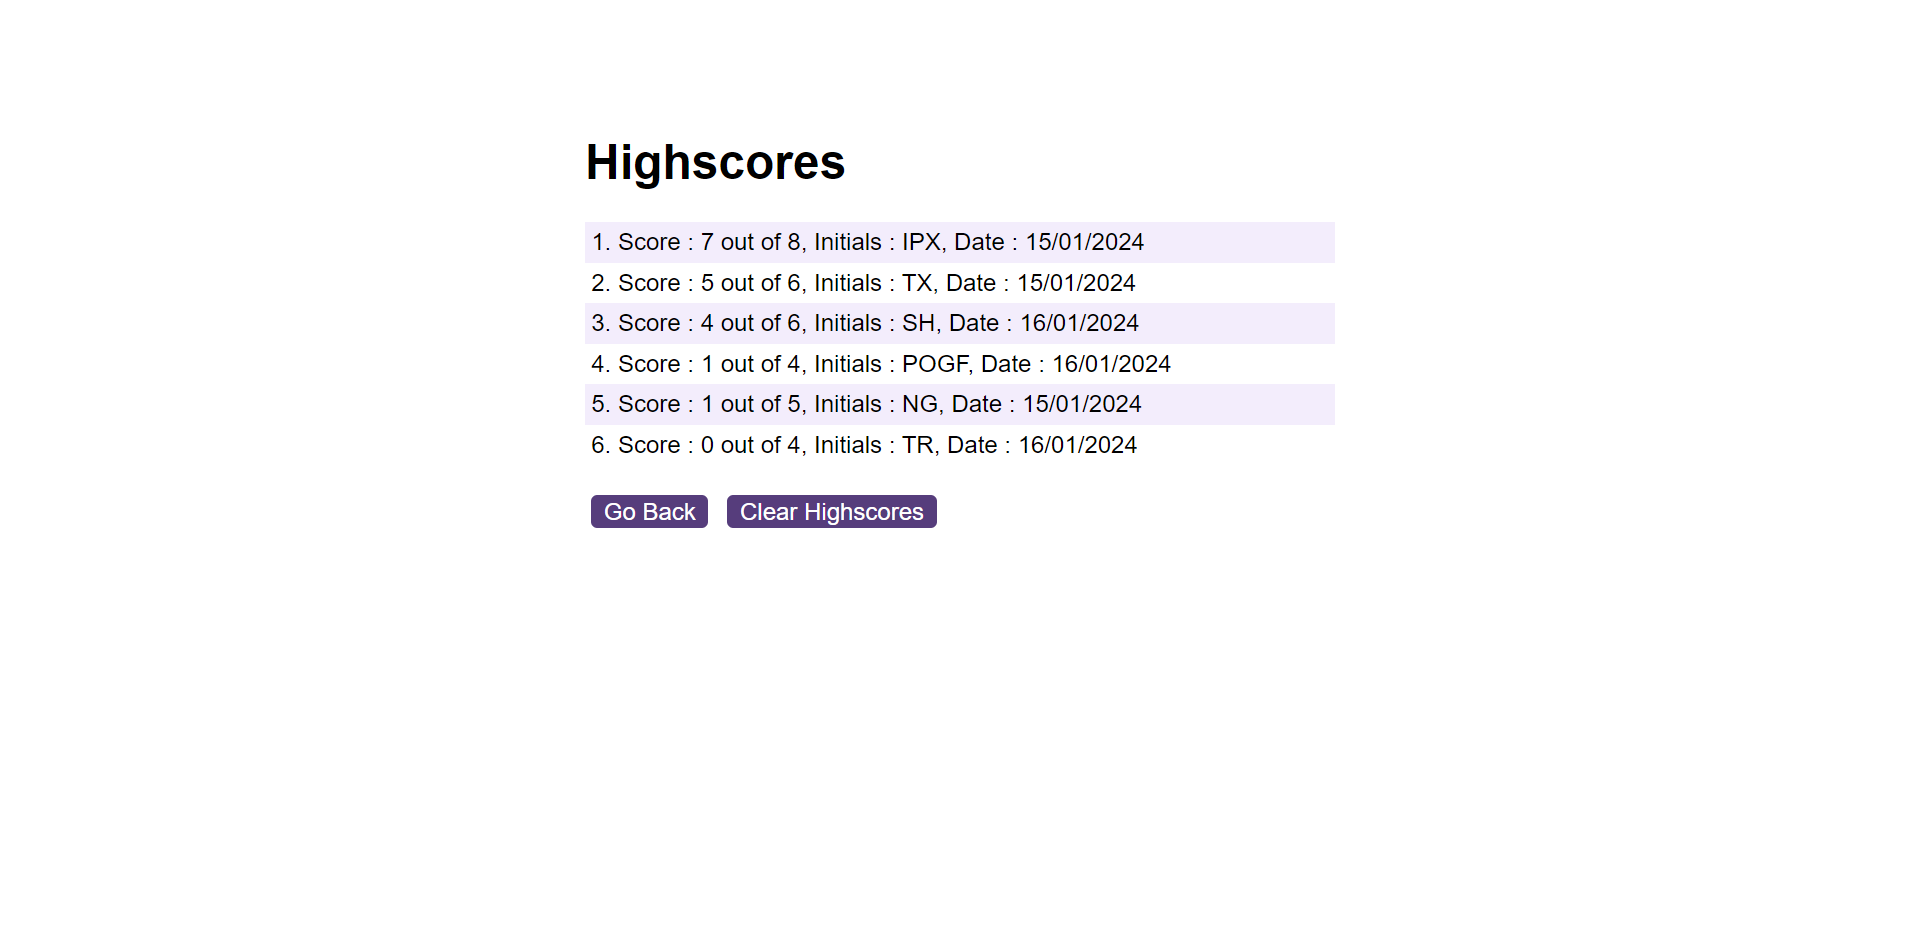 Highscores
1. Score : 7 out of 8, Initials : IPX, Date : 15/01/2024
2. Score : 5 out of 6, Initials : TX, Date : 15/01/2024
3. Score : 4 out of 6, Initials : SH, Date : 16/01/2024
4. Score : 1 out of 4, Initials : POGF, Date : 16/01/2024
5. Score : 1 out of 5, Initials : NG, Date : 15/01/2024
6. Score : 0 out of 4, Initials : TR, Date : 16/01/2024
Go Back Clear Highscores